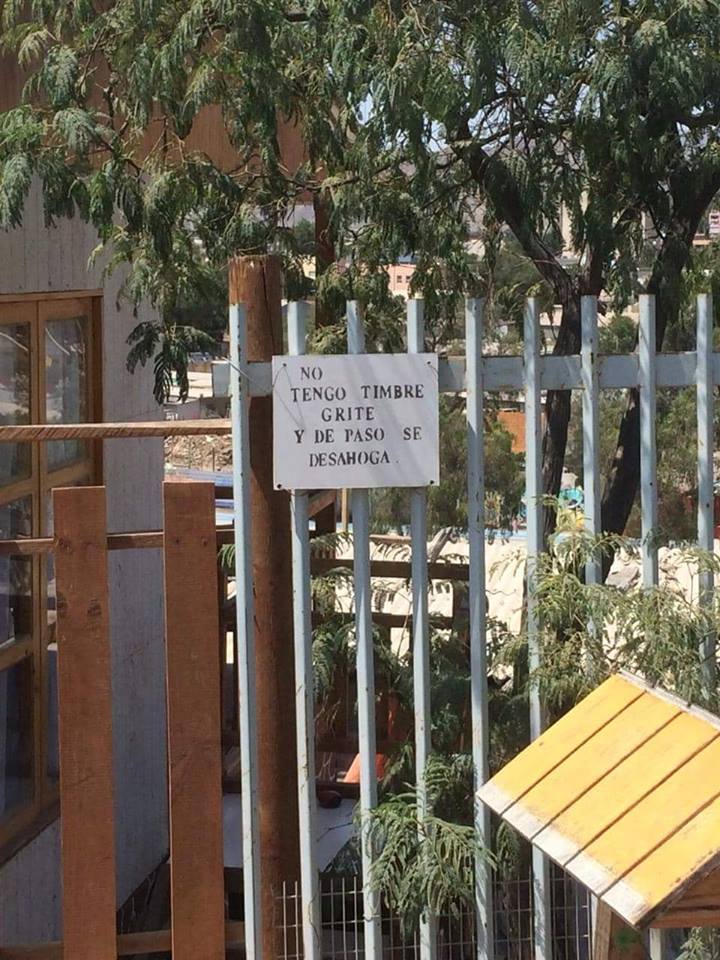 NO
TENGO TIMBRE
GRITE
Y DE PASO SE
DESAHOGA.